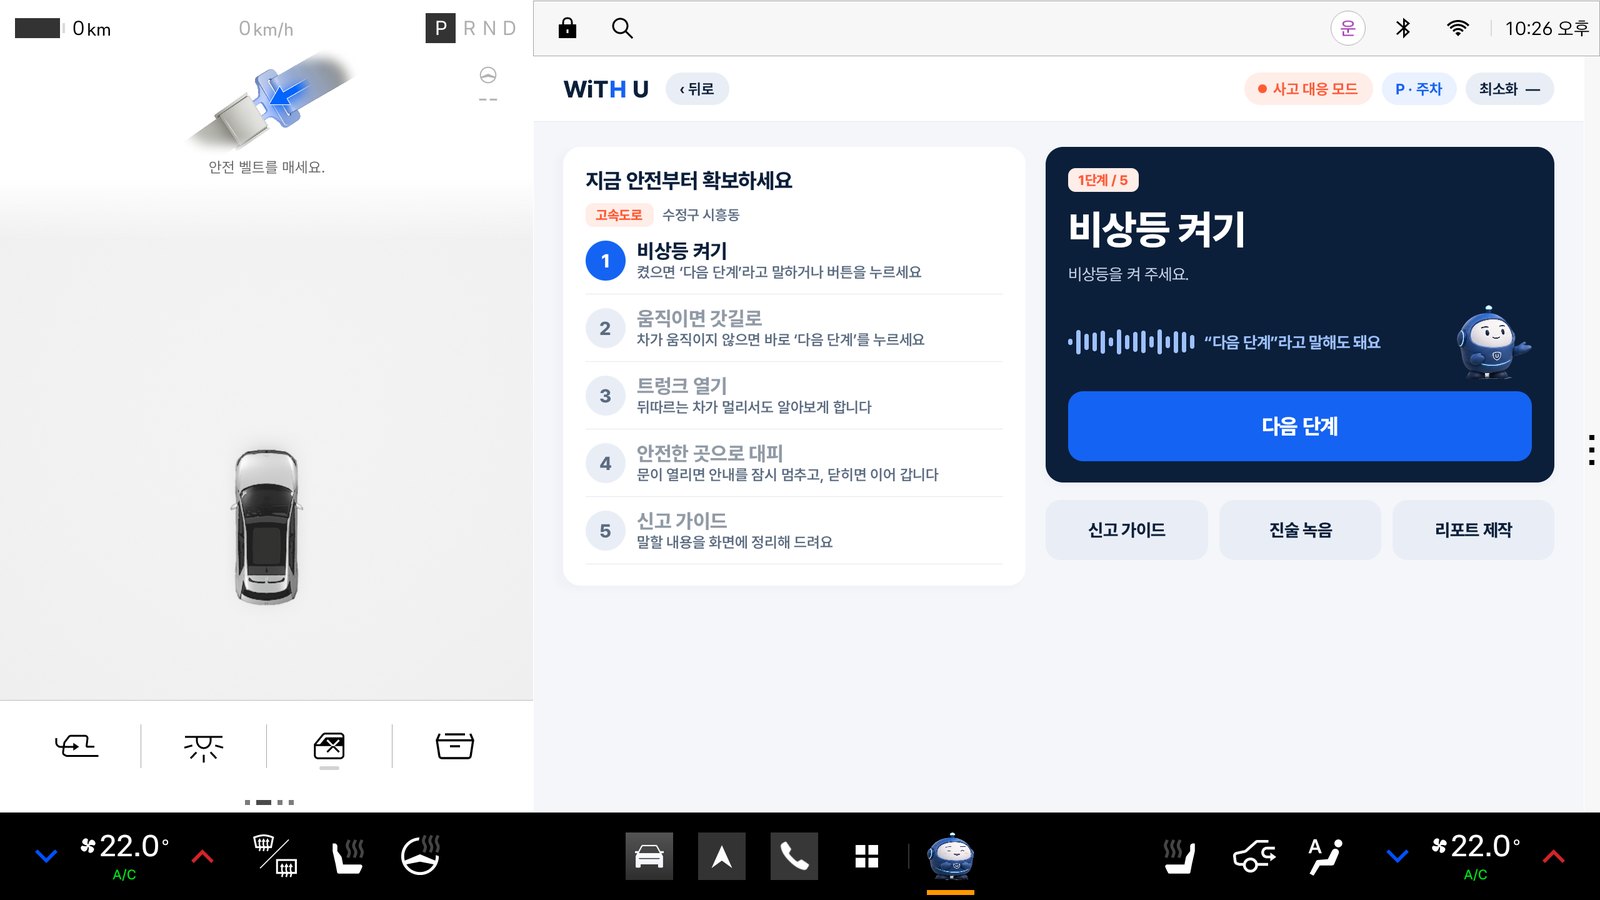 0 km
0 km/h
P R N D
안전 벨트를 매세요.
운
10:26 오후
WiTH U
‹ 뒤로
사고 대응 모드
P · 주차
최소화 —
지금 안전부터 확보하세요
고속도로 수정구 시흥동
1
비상등 켜기
켰으면 ‘다음 단계’라고 말하거나 버튼을 누르세요
2
움직이면 갓길로
차가 움직이지 않으면 바로 ‘다음 단계’를 누르세요
3
트렁크 열기
뒤따르는 차가 멀리서도 알아보게 합니다
4
안전한 곳으로 대피
문이 열리면 안내를 잠시 멈추고, 닫히면 이어 갑니다
5
신고 가이드
말할 내용을 화면에 정리해 드려요
1단계 / 5
비상등 켜기
비상등을 켜 주세요.
“다음 단계”라고 말해도 돼요
다음 단계
신고 가이드
진술 녹음
리포트 제작
22.0°
A/C
A
22.0°
A/C